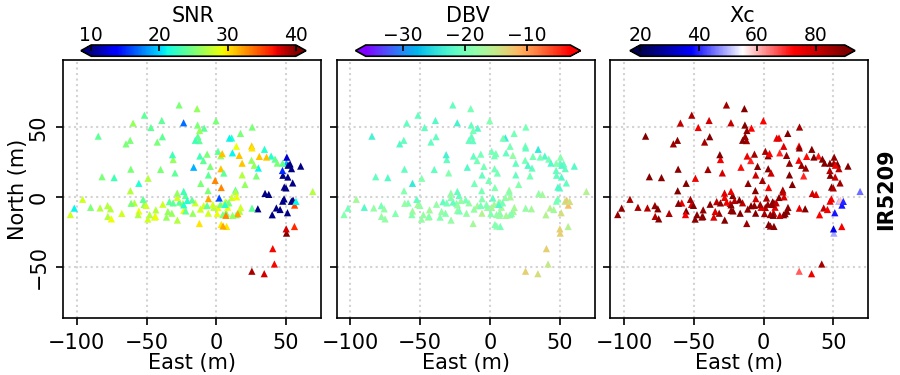 SNR DBV Xc
10 20 30 40 −30 −20 −10 20 40 60 80
North (m)
50
0
−50
IR5209
−100 −50 0 50 −100 −50 0 50 −100 −50 0 50
East (m) East (m) East (m)